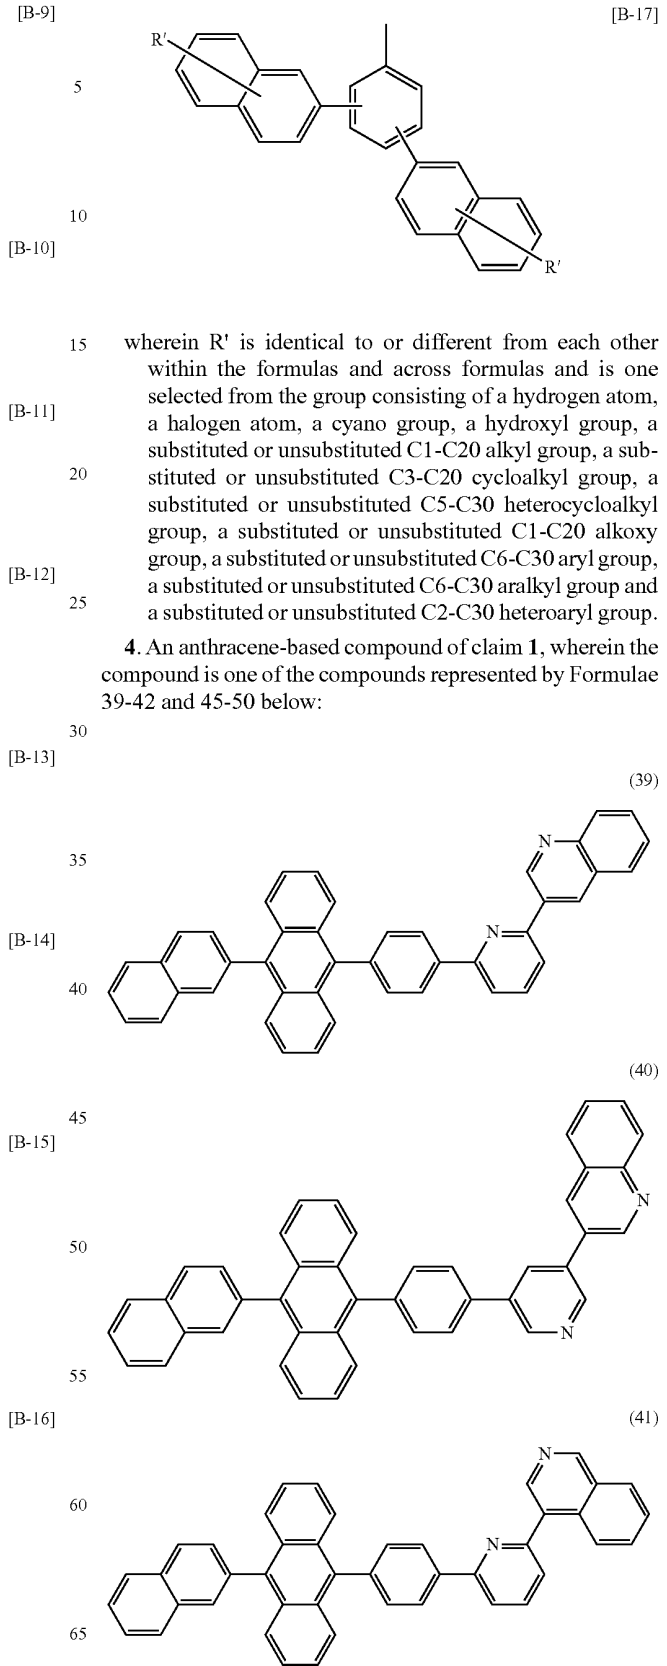 [B-9]
[B-17]
R'
5
10
[B-10]
R'
15
wherein R' is identical to or different from each other
within the formulas and across formulas and is one
selected from the group consisting of a hydrogen atom,
[B-11]
a halogen atom, a cyano group, a hydroxyl group, a
substituted or unsubstituted C1-C20 alkyl group, a sub-
20
stituted or unsubstituted C3-C20 cycloalkyl group, a
substituted or unsubstituted C5-C30 heterocycloalkyl
group, a substituted or unsubstituted C1-C20 alkoxy
group, a substituted or unsubstituted C6-C30 aryl group,
[B-12]
a substituted or unsubstituted C6-C30 aralkyl group and
25
a substituted or unsubstituted C2-C30 heteroaryl group.
4. An anthracene-based compound of claim 1, wherein the
compound is one of the compounds represented by Formulae
39-42 and 45-50 below:
30
[B-13]
(39)
N
35
[B-14]
N
40
(40)
45
[B-15]
N
50
N
55
[B-16]
(41)
N
60
N
65